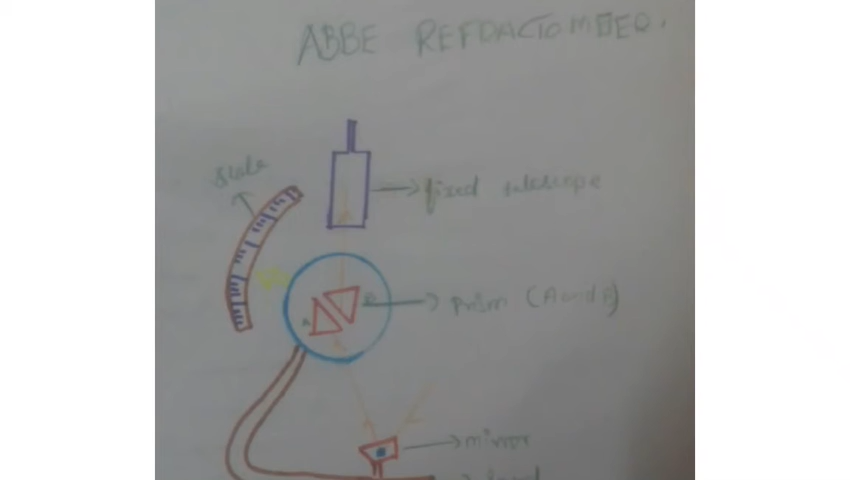 ABBE REFRACTOMETER.
scale
fixed telescope
B
Prism (A and B)
A
mirror